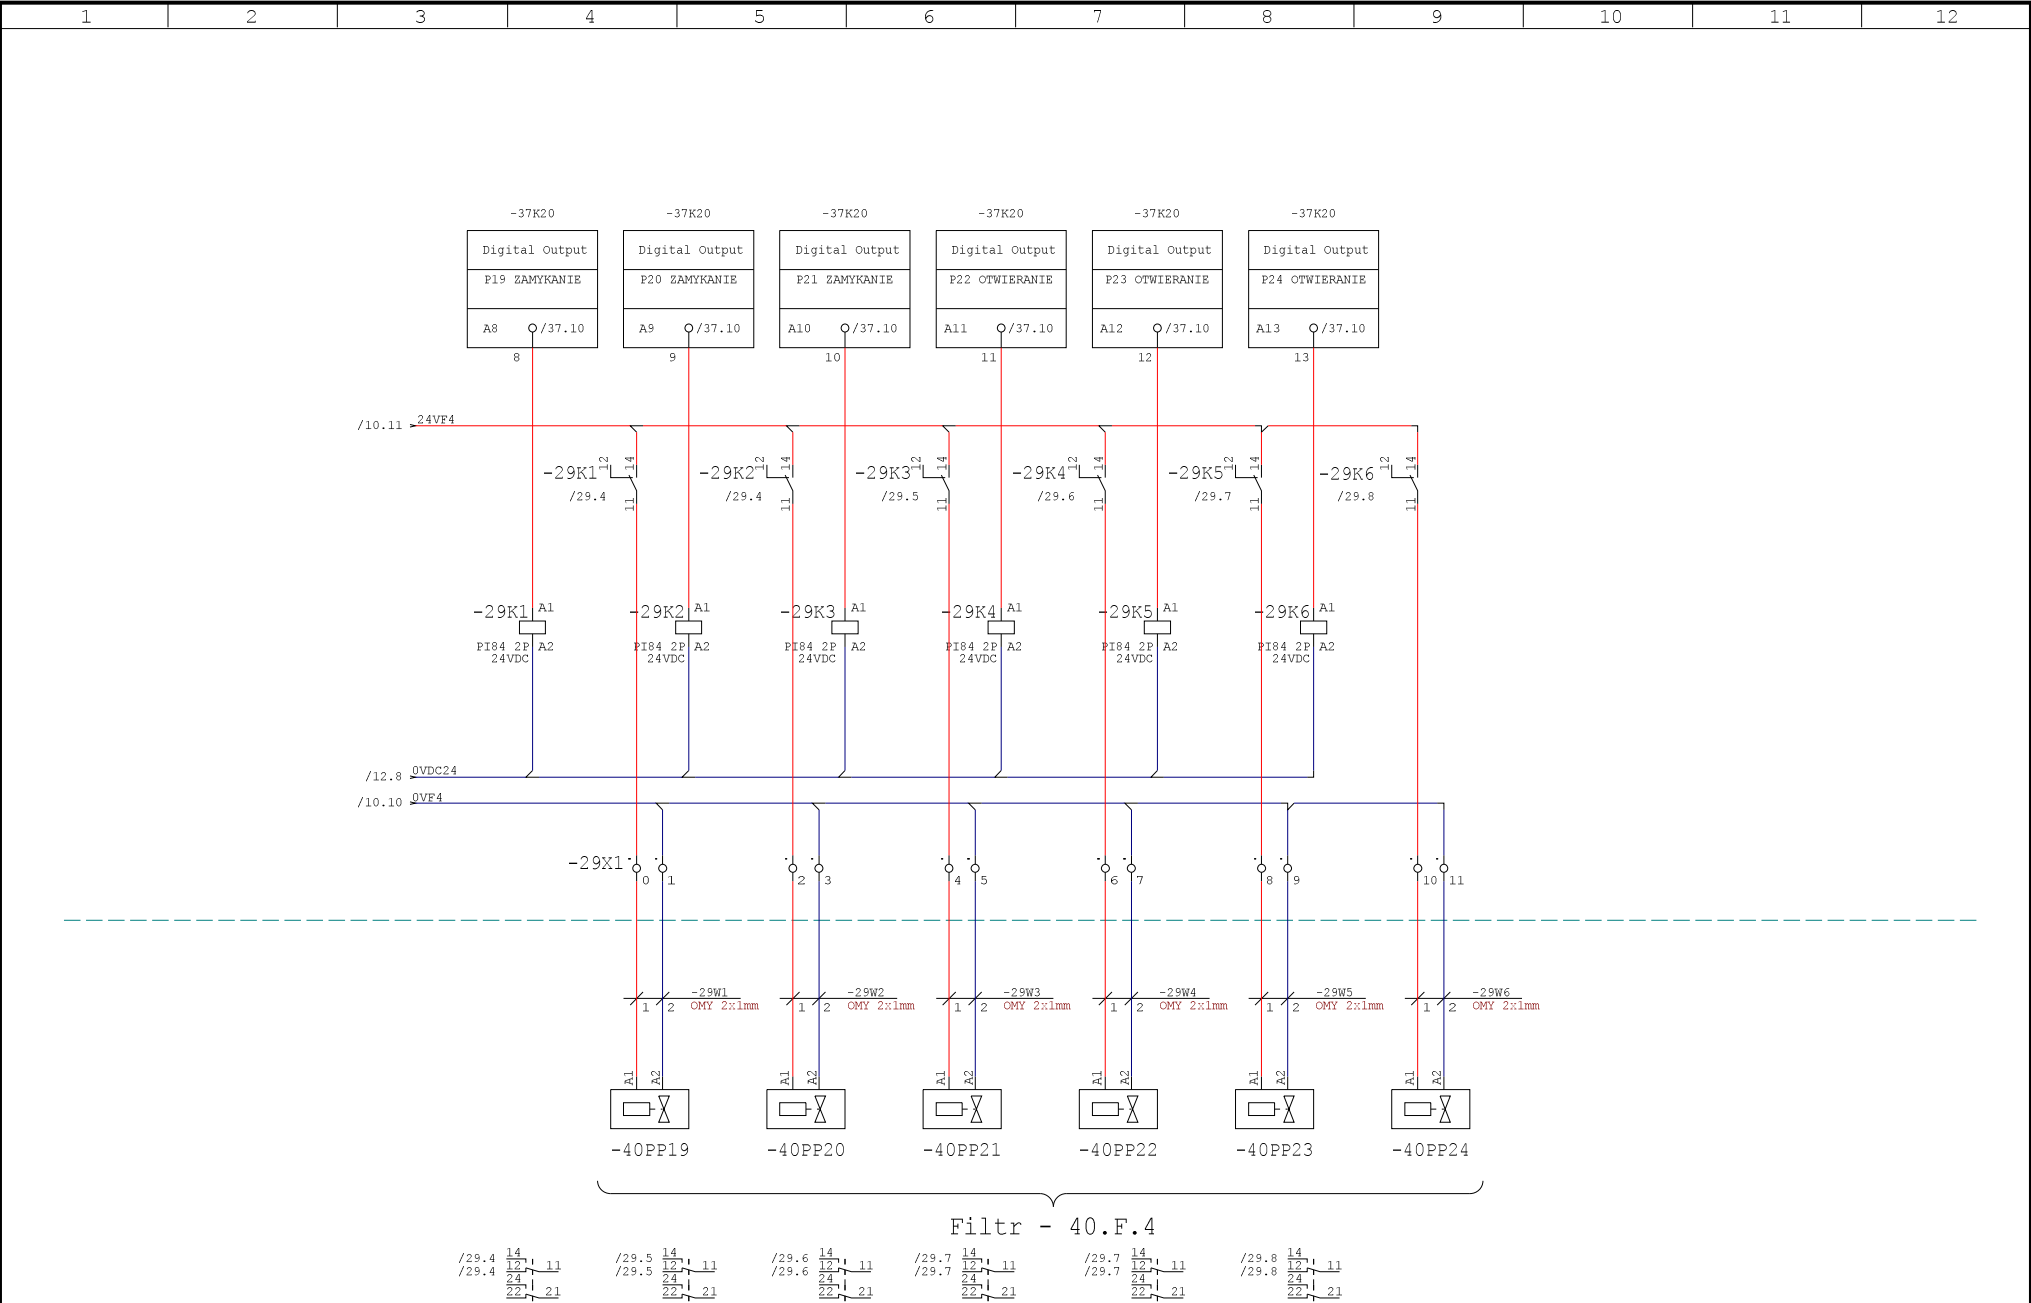 1 2 3 4 5 6 7 8 9 10 11 12
-37K20 -37K20 -37K20 -37K20 -37K20 -37K20
Digital Output Digital Output Digital Output Digital Output Digital Output Digital Output
P19 ZAMYKANIE P20 ZAMYKANIE P21 ZAMYKANIE P22 OTWIERANIE P23 OTWIERANIE P24 OTWIERANIE
A8 /37.10 A9 /37.10 A10 /37.10 A11 /37.10 A12 /37.10 A13 /37.10
8 9 10 11 12 13
/10.11 24VF4
-29K1 12 14 -29K2 12 14 -29K3 12 14 -29K4 12 14 -29K5 12 14 -29K6 12 14
/29.4 11 /29.4 11 /29.5 11 /29.6 11 /29.7 11 /29.8 11
-29K1 A1 -29K2 A1 -29K3 A1 -29K4 A1 -29K5 A1 -29K6 A1
PI84 2P A2 PI84 2P A2 PI84 2P A2 PI84 2P A2 PI84 2P A2 PI84 2P A2
24VDC 24VDC 24VDC 24VDC 24VDC 24VDC
/12.8 0VDC24
/10.10 0VF4
-29X1
0 1 2 3 4 5 6 7 8 9 10 11
-29W1 -29W2 -29W3 -29W4 -29W5 -29W6
1 2 OMY 2x1mm 1 2 OMY 2x1mm 1 2 OMY 2x1mm 1 2 OMY 2x1mm 1 2 OMY 2x1mm 1 2 OMY 2x1mm
A1 A2 A1 A2 A1 A2 A1 A2 A1 A2 A1 A2
-40PP19 -40PP20 -40PP21 -40PP22 -40PP23 -40PP24
Filtr - 40.F.4
/29.4 14 /29.5 14 /29.6 14 /29.7 14 /29.7 14 /29.8 14
/29.4 12 11 /29.5 12 11 /29.6 12 11 /29.7 12 11 /29.7 12 11 /29.8 12 11
24 24 24 24 24 24
22 21 22 21 22 21 22 21 22 21 22 21